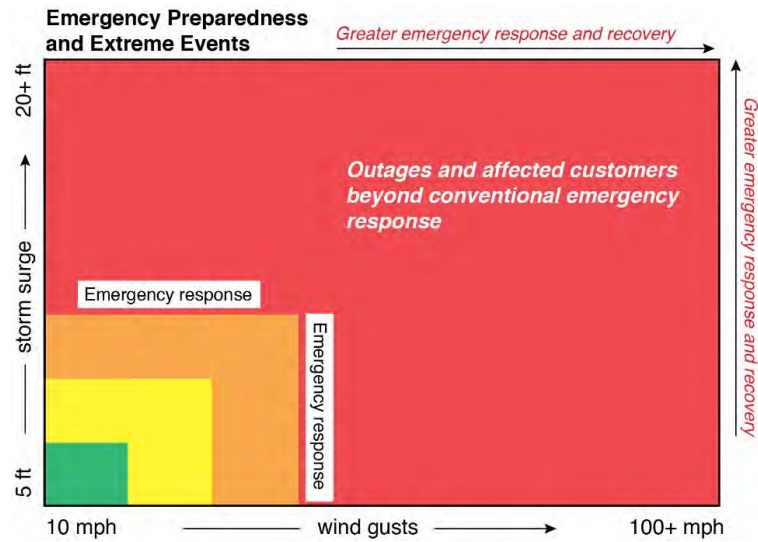 Emergency Preparedness
and Extreme Events
Greater emergency response and recovery
20+ ft
storm surge
5 ft
Outages and affected customers
beyond conventional emergency
response
Greater emergency response and recovery
Emergency response
Emergency response
10 mph
wind gusts
100+ mph